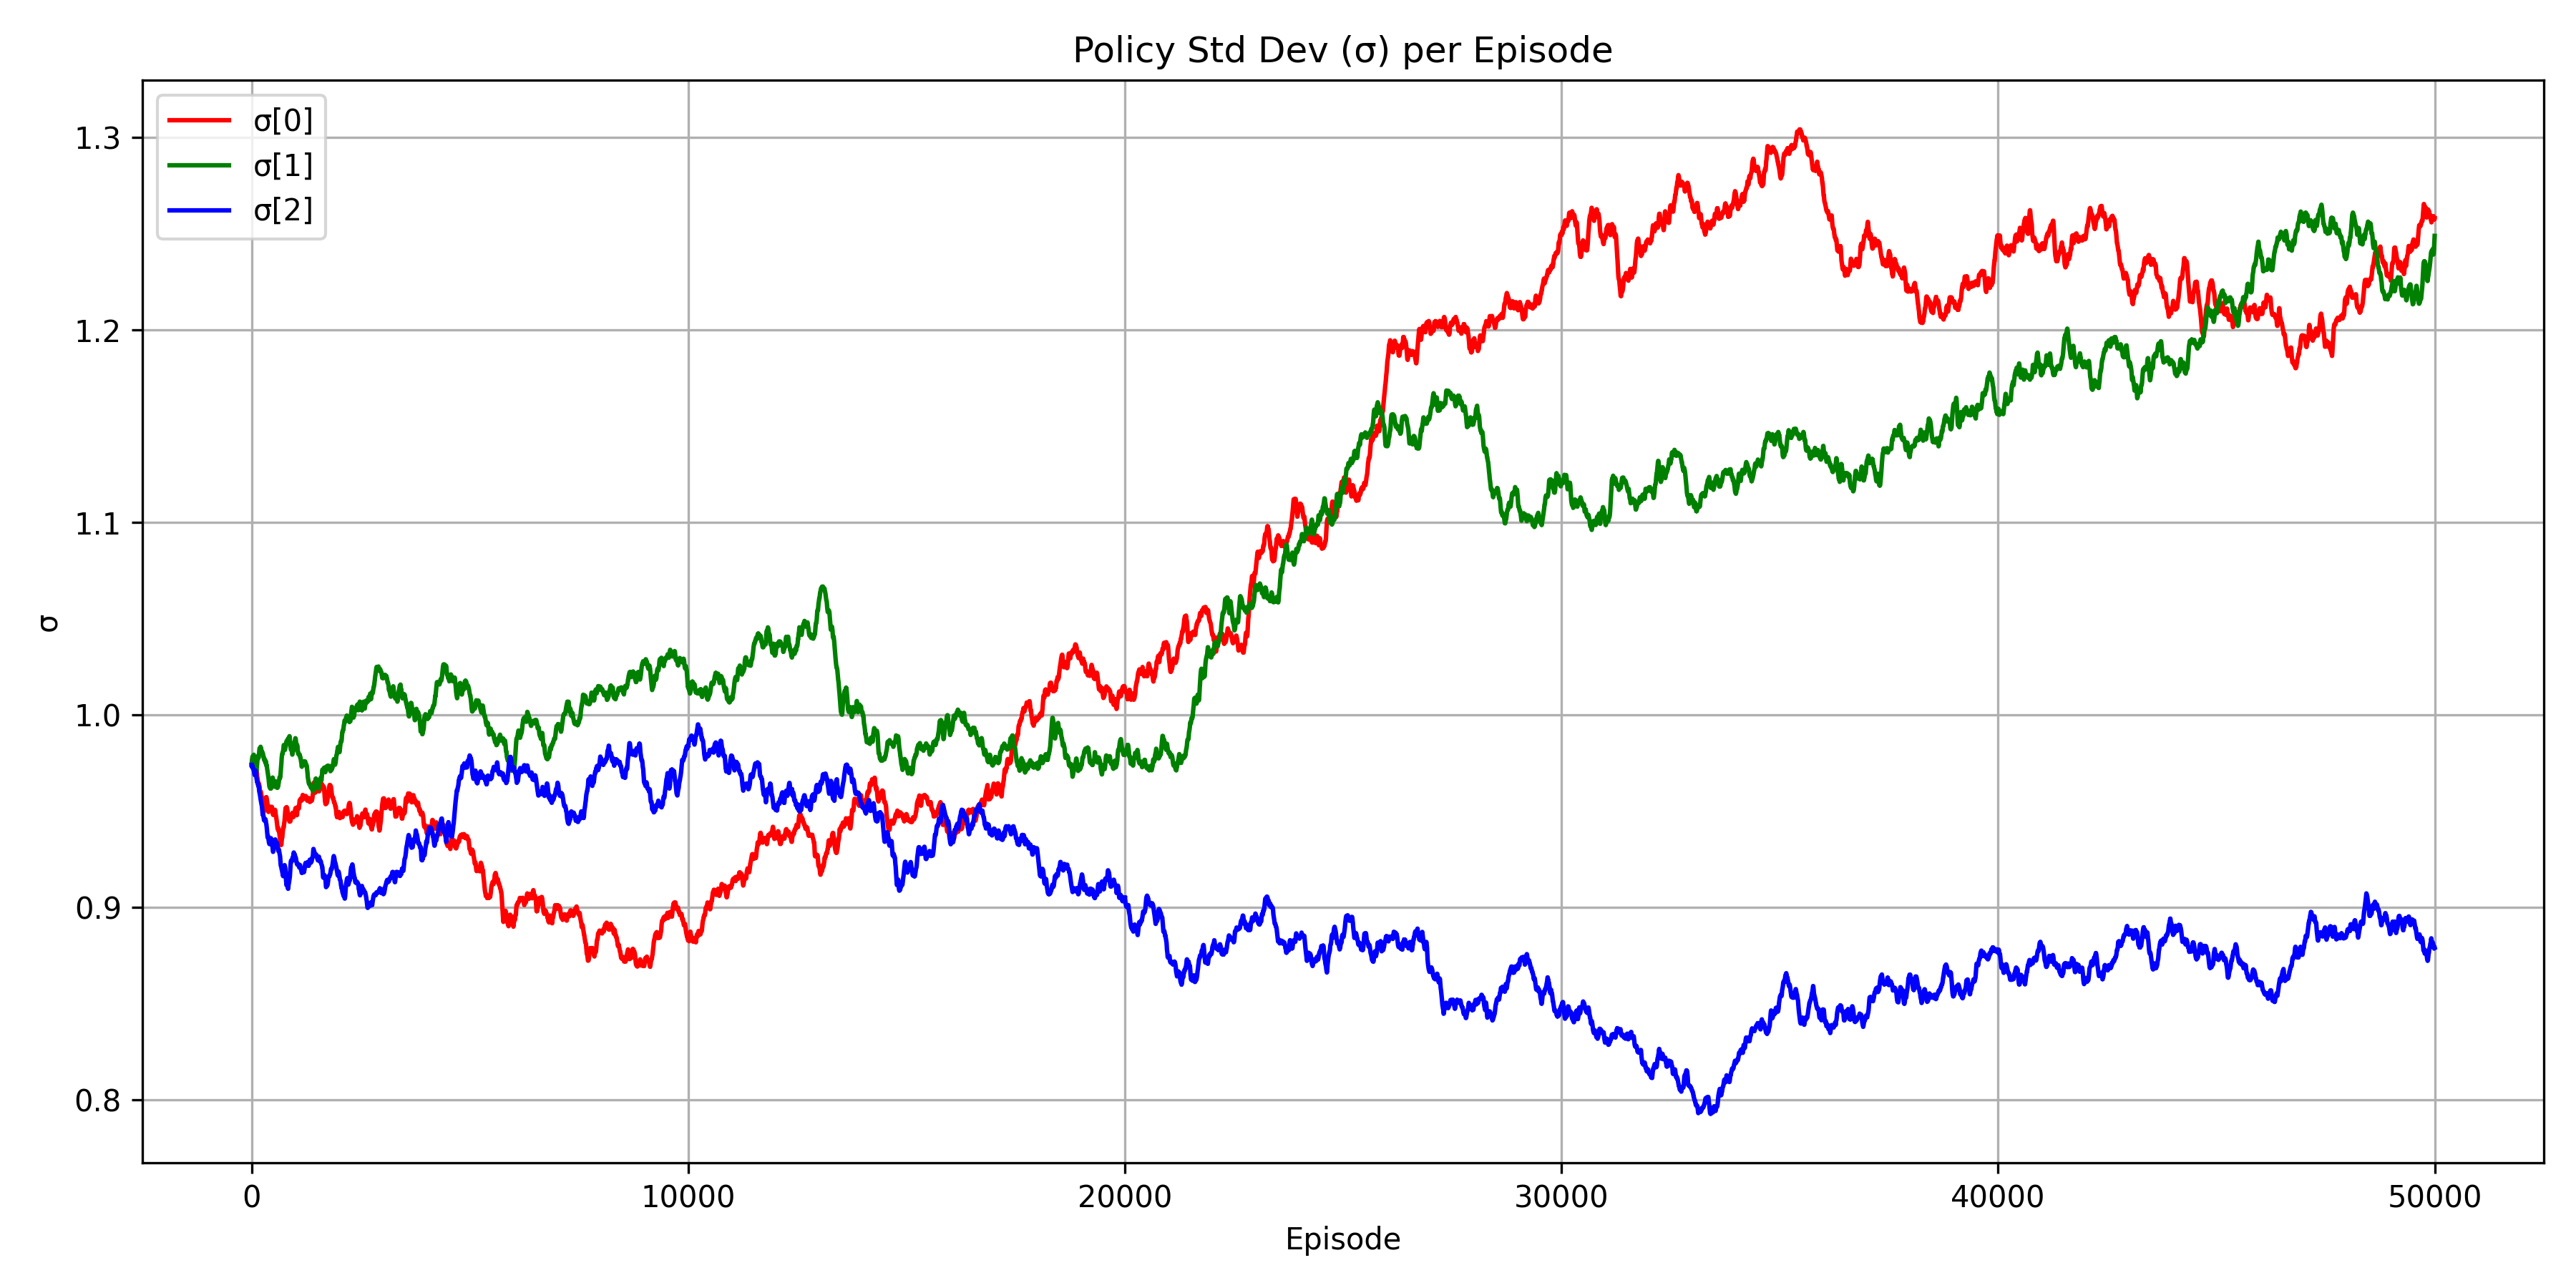 Policy Std Dev (σ) per Episode
σ[0]
σ[1]
σ[2]
1.3
1.2
1.1
1.0
0.9
0.8
σ
0 10000 20000 30000 40000 50000
Episode